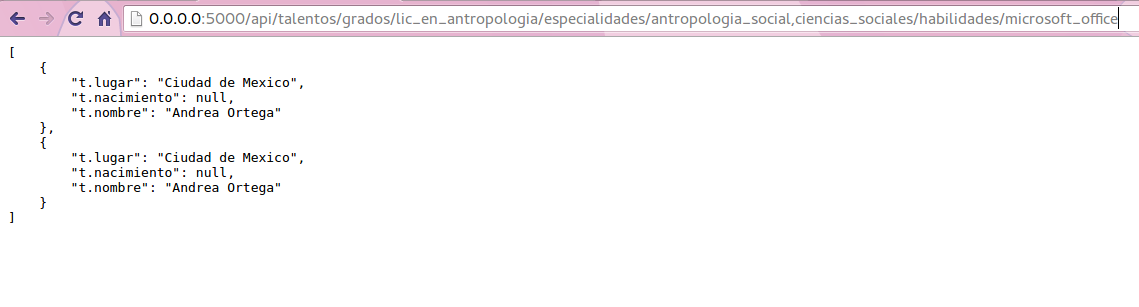 0.0.0.0:5000/api/talentos/grados/lic_en_antropologia/especialidades/antropologia_social,ciencias_sociales/habilidades/microsoft_office
[
    {
        "t.lugar": "Ciudad de Mexico",
        "t.nacimiento": null,
        "t.nombre": "Andrea Ortega"
    },
    {
        "t.lugar": "Ciudad de Mexico",
        "t.nacimiento": null,
        "t.nombre": "Andrea Ortega"
    }
]